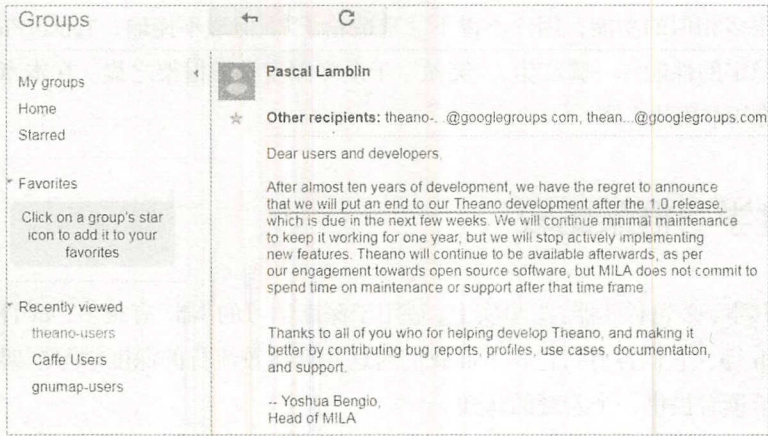 Groups
My groups
Home
Starred
Favorites
Click on a group's star
icon to add it to your
favorites
Recently viewed
theano-users
Caffe Users
gnumap-users
Pascal Lamblin
Other recipients: theano-...@googlegroups com, thean...@googlegroups.com
Dear users and developers,
After almost ten years of development, we have the regret to announce
that we will put an end to our Theano development after the 1.0 release,
which is due in the next few weeks. We will continue minimal maintenance
to keep it working for one year, but we will stop actively implementing
new features. Theano will continue to be available afterwards, as per
our engagement towards open source software, but MILA does not commit to
spend time on maintenance or support after that time frame.
Thanks to all of you who for helping develop Theano, and making it
better by contributing bug reports, profiles, use cases, documentation,
and support.
-- Yoshua Bengio,
Head of MILA